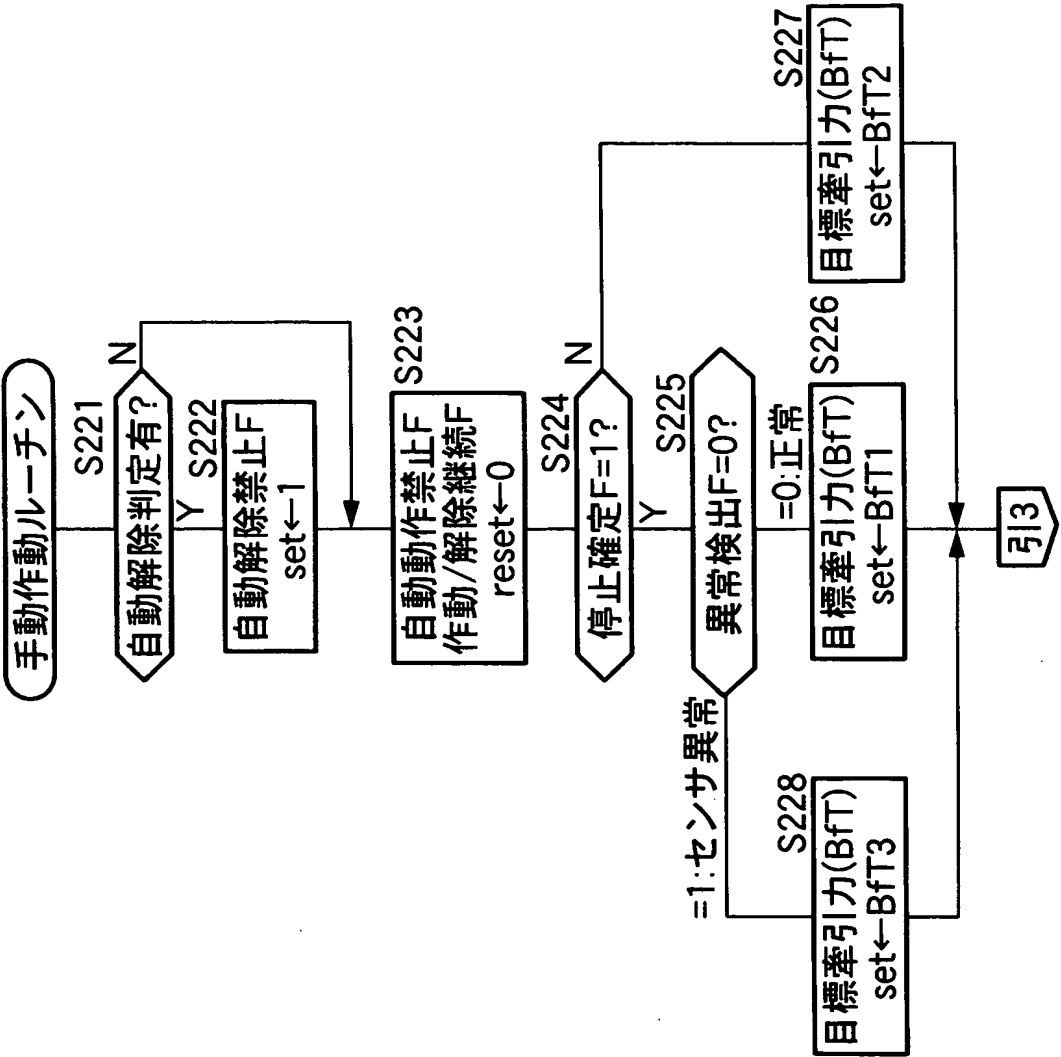 手動作動ルーチン
S221
自動解除判定有?
N
Y
S222
自動解除禁止F
set←1
S223
自動動作禁止F
作動/解除継続F
reset←0
S224
停止確定F=1?
N
Y
S225
異常検出F=0?
=1:センサ異常
=0:正常
S228
目標牽引力(BfT)
set←BfT3
S226
目標牽引力(BfT)
set←BfT1
S227
目標牽引力(BfT)
set←BfT2
引3